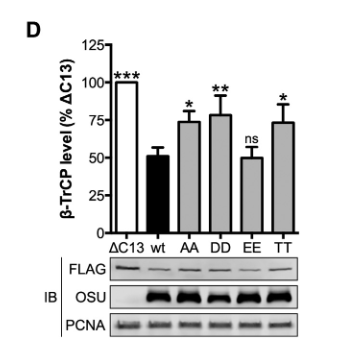 D
β-TrCP level (% ΔC13)
125
100
75
50
25
0
***
*
**
ns
*
ΔC13 wt AA DD EE TT
IB
FLAG
OSU
PCNA